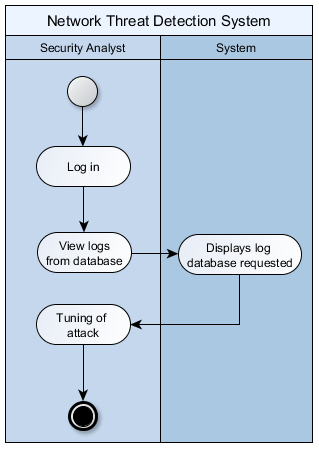 Network Threat Detection System
Security Analyst
System
Log in
View logs
from database
Displays log
database requested
Tuning of
attack